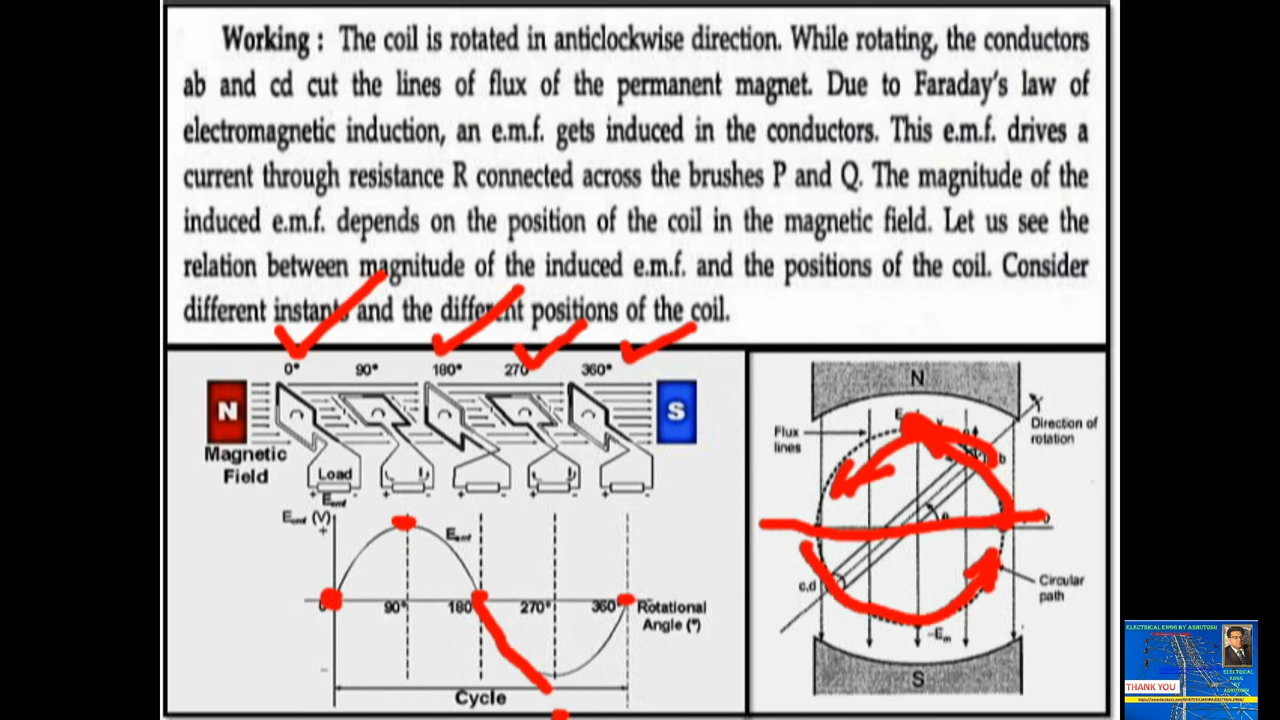 Working : The coil is rotated in anticlockwise direction. While rotating, the conductors
ab and cd cut the lines of flux of the permanent magnet. Due to Faraday's law of
electromagnetic induction, an e.m.f. gets induced in the conductors. This e.m.f. drives a
current through resistance R connected across the brushes P and Q. The magnitude of the
induced e.m.f. depends on the position of the coil in the magnetic field. Let us see the
relation between magnitude of the induced e.m.f. and the positions of the coil. Consider
different instants and the different positions of the coil.
0° 90° 180° 270 360°
N S
Magnetic
Field
Load
+ - + - + - + - + -
E (V)
+
90° 180 270° 360° Rotational
Angle (°)
-
Cycle
N
Flux
lines
Direction of
rotation
b
θ
c,d
Circular
path
-Em
S
ELECTRICAL ENGG BY ASHUTOSH
ELECTRICAL
ENGG
BY
ASHUTOSH
THANK YOU